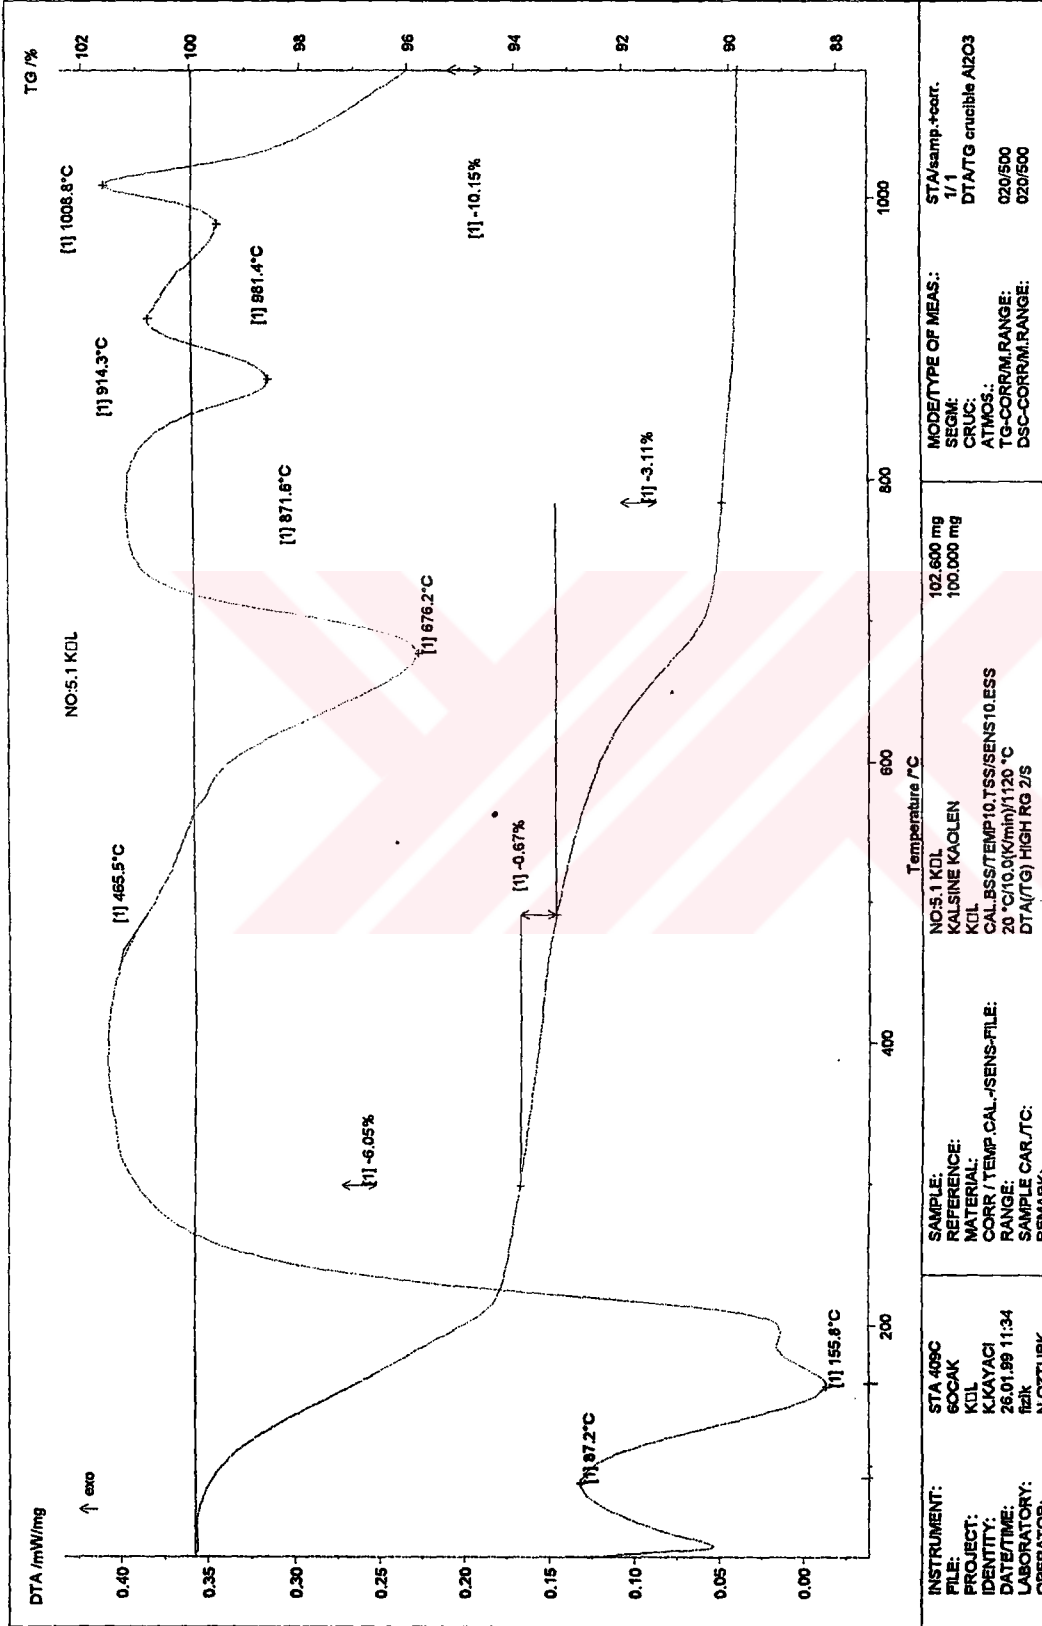 DTA /mW/mg
TG /%
↑ exo
NO:5.1 KOL
[1] 1008.8°C
[1] 914.3°C
[1] 981.4°C
[1] 871.6°C
[1] 465.5°C
[1] 676.2°C
[1] -10.15%
[1] -6.05%
[1] -0.67%
[1] -3.11%
[1] 87.2°C
[1] 155.8°C
0.40
0.35
0.30
0.25
0.20
0.15
0.10
0.05
0.00
102
100
98
96
94
92
90
88
200
400
600
800
1000
Temperature /°C
INSTRUMENT: STA 409C
FILE: 6OCAK
PROJECT: KOL
IDENTITY: K.KAYACI
DATE/TIME: 26.01.99 11:34
LABORATORY: fizik
OPERATOR: N.OZTURK
SAMPLE: NO:5.1 KOL 102.600 mg
REFERENCE: KALSINE KAOLEN 100.000 mg
MATERIAL: KOL
CORR / TEMP.CAL.-/SENS-FILE: CAL.BSS/TEMP10.TSS/SENS10.ESS
RANGE: 20 °C/10.0(K/min)/1120 °C
SAMPLE CAR./TC: DTA(/TG) HIGH RG 2/S
REMARK:
MODE/TYPE OF MEAS.: STA/samp.+corr.
SEGM: 1/ 1
CRUC: DTA/TG crucible Al2O3
ATMOS.:
TG-CORR/M.RANGE: 020/500
DSC-CORR/M.RANGE: 020/500